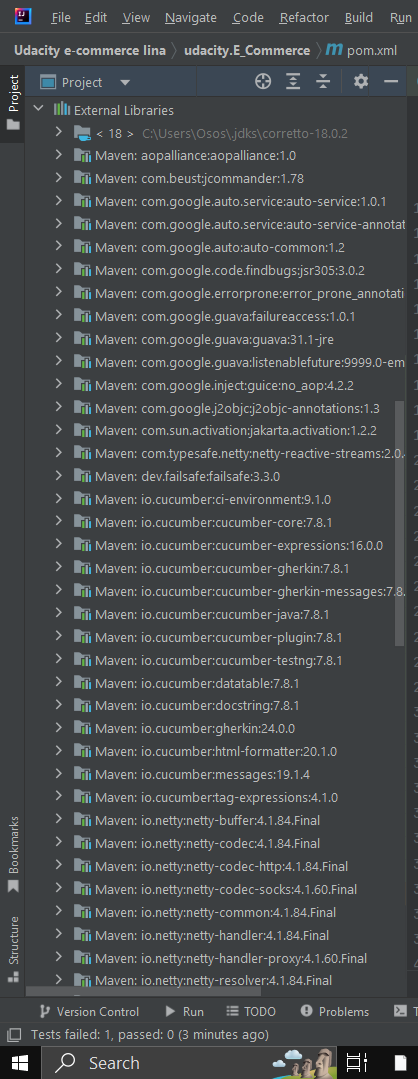 File Edit View Navigate Code Refactor Build Run
Udacity e-commerce lina udacity.E_Commerce m pom.xml
Project
Project
External Libraries
< 18 > C:\Users\Osos\.jdks\corretto-18.0.2
Maven: aopalliance:aopalliance:1.0
Maven: com.beust:jcommander:1.78
Maven: com.google.auto.service:auto-service:1.0.1
Maven: com.google.auto.service:auto-service-annotat
Maven: com.google.auto:auto-common:1.2
Maven: com.google.code.findbugs:jsr305:3.0.2
Maven: com.google.errorprone:error_prone_annotati
Maven: com.google.guava:failureaccess:1.0.1
Maven: com.google.guava:guava:31.1-jre
Maven: com.google.guava:listenablefuture:9999.0-em
Maven: com.google.inject:guice:no_aop:4.2.2
Maven: com.google.j2objc:j2objc-annotations:1.3
Maven: com.sun.activation:jakarta.activation:1.2.2
Maven: com.typesafe.netty:netty-reactive-streams:2.0.
Maven: dev.failsafe:failsafe:3.3.0
Maven: io.cucumber:ci-environment:9.1.0
Maven: io.cucumber:cucumber-core:7.8.1
Maven: io.cucumber:cucumber-expressions:16.0.0
Maven: io.cucumber:cucumber-gherkin:7.8.1
Maven: io.cucumber:cucumber-gherkin-messages:7.8.
Maven: io.cucumber:cucumber-java:7.8.1
Maven: io.cucumber:cucumber-plugin:7.8.1
Maven: io.cucumber:cucumber-testng:7.8.1
Maven: io.cucumber:datatable:7.8.1
Maven: io.cucumber:docstring:7.8.1
Maven: io.cucumber:gherkin:24.0.0
Maven: io.cucumber:html-formatter:20.1.0
Maven: io.cucumber:messages:19.1.4
Maven: io.cucumber:tag-expressions:4.1.0
Maven: io.netty:netty-buffer:4.1.84.Final
Maven: io.netty:netty-codec:4.1.84.Final
Maven: io.netty:netty-codec-http:4.1.84.Final
Maven: io.netty:netty-codec-socks:4.1.60.Final
Maven: io.netty:netty-common:4.1.84.Final
Maven: io.netty:netty-handler:4.1.84.Final
Maven: io.netty:netty-handler-proxy:4.1.60.Final
Maven: io.netty:netty-resolver:4.1.84.Final
Bookmarks
Structure
Version Control Run TODO Problems
Tests failed: 1, passed: 0 (3 minutes ago)
Search